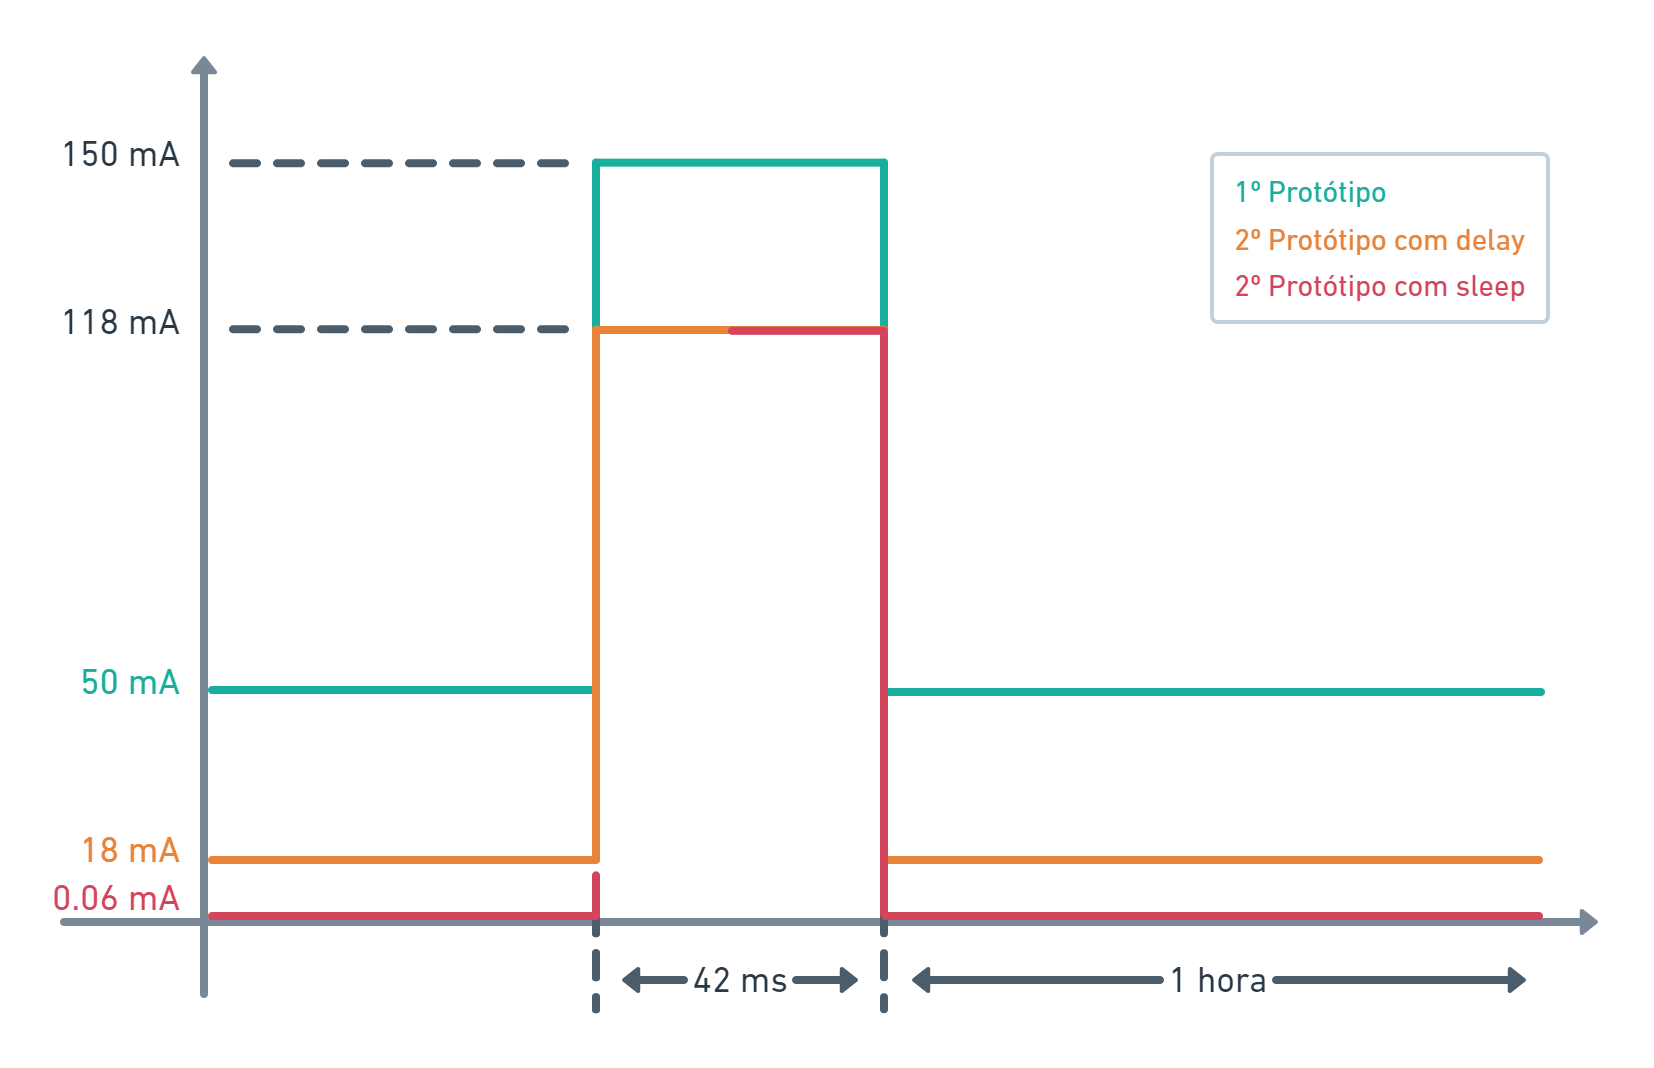 150 mA
118 mA
50 mA
18 mA
0.06 mA
1º Protótipo
2º Protótipo com delay
2º Protótipo com sleep
42 ms
1 hora